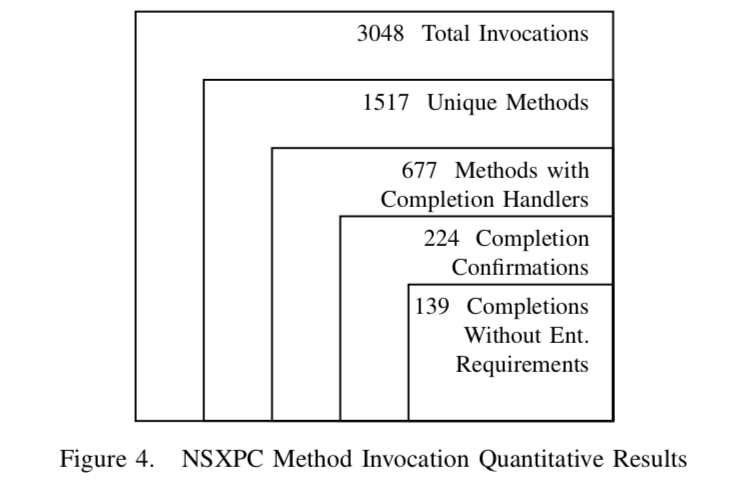 3048 Total Invocations
1517 Unique Methods
677 Methods with
Completion Handlers
224 Completion
Confirmations
139 Completions
Without Ent.
Requirements
Figure 4. NSXPC Method Invocation Quantitative Results